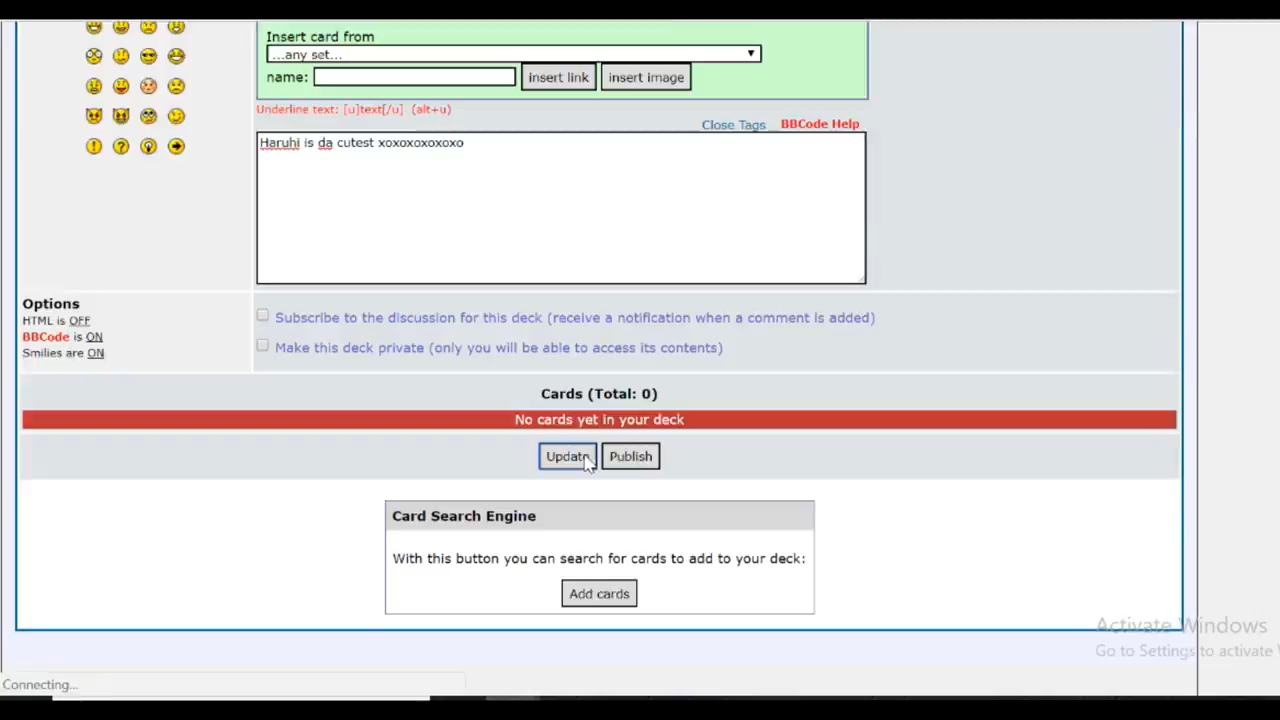 Insert card from
...any set...
name: insert link insert image
Underline text: [u]text[/u] (alt+u)
Close Tags BBCode Help
Haruhi is da cutest xoxoxoxoxoxo
Options
HTML is OFF
BBCode is ON
Smilies are ON
Subscribe to the discussion for this deck (receive a notification when a comment is added)
Make this deck private (only you will be able to access its contents)
Cards (Total: 0)
No cards yet in your deck
Update Publish
Card Search Engine
With this button you can search for cards to add to your deck:
Add cards
Activate Windows
Go to Settings to activate
Connecting...